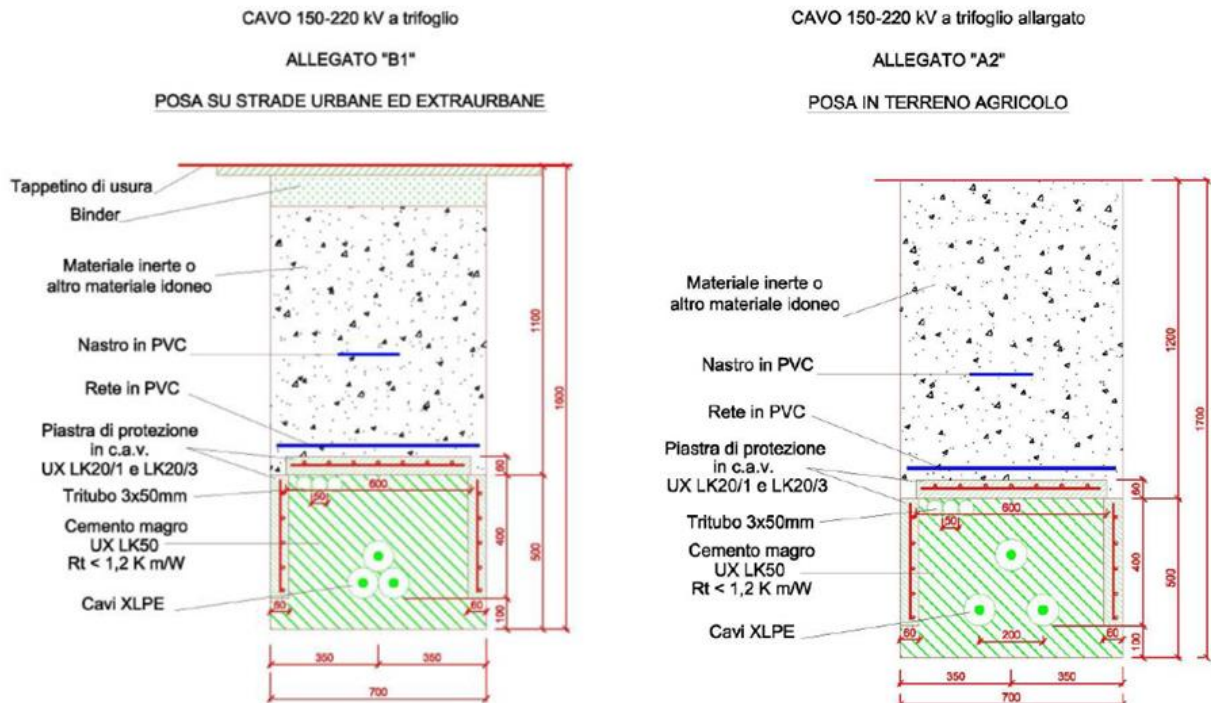 CAVO 150-220 kV a trifoglio
ALLEGATO "B1"
POSA SU STRADE URBANE ED EXTRAURBANE
Tappetino di usura
Binder
Materiale inerte o
altro materiale idoneo
Nastro in PVC
Rete in PVC
Piastra di protezione
in c.a.v.
UX LK20/1 e LK20/3
Tritubo 3x50mm
Cemento magro
UX LK50
Rt < 1,2 K m/W
Cavi XLPE
1100
1600
60
600
50
400
500
60
60
100
350
350
700
CAVO 150-220 kV a trifoglio allargato
ALLEGATO "A2"
POSA IN TERRENO AGRICOLO
Materiale inerte o
altro materiale idoneo
Nastro in PVC
Rete in PVC
Piastra di protezione
in c.a.v.
UX LK20/1 e LK20/3
Tritubo 3x50mm
Cemento magro
UX LK50
Rt < 1,2 K m/W
Cavi XLPE
1200
1700
60
600
50
400
500
60
200
60
100
350
350
700